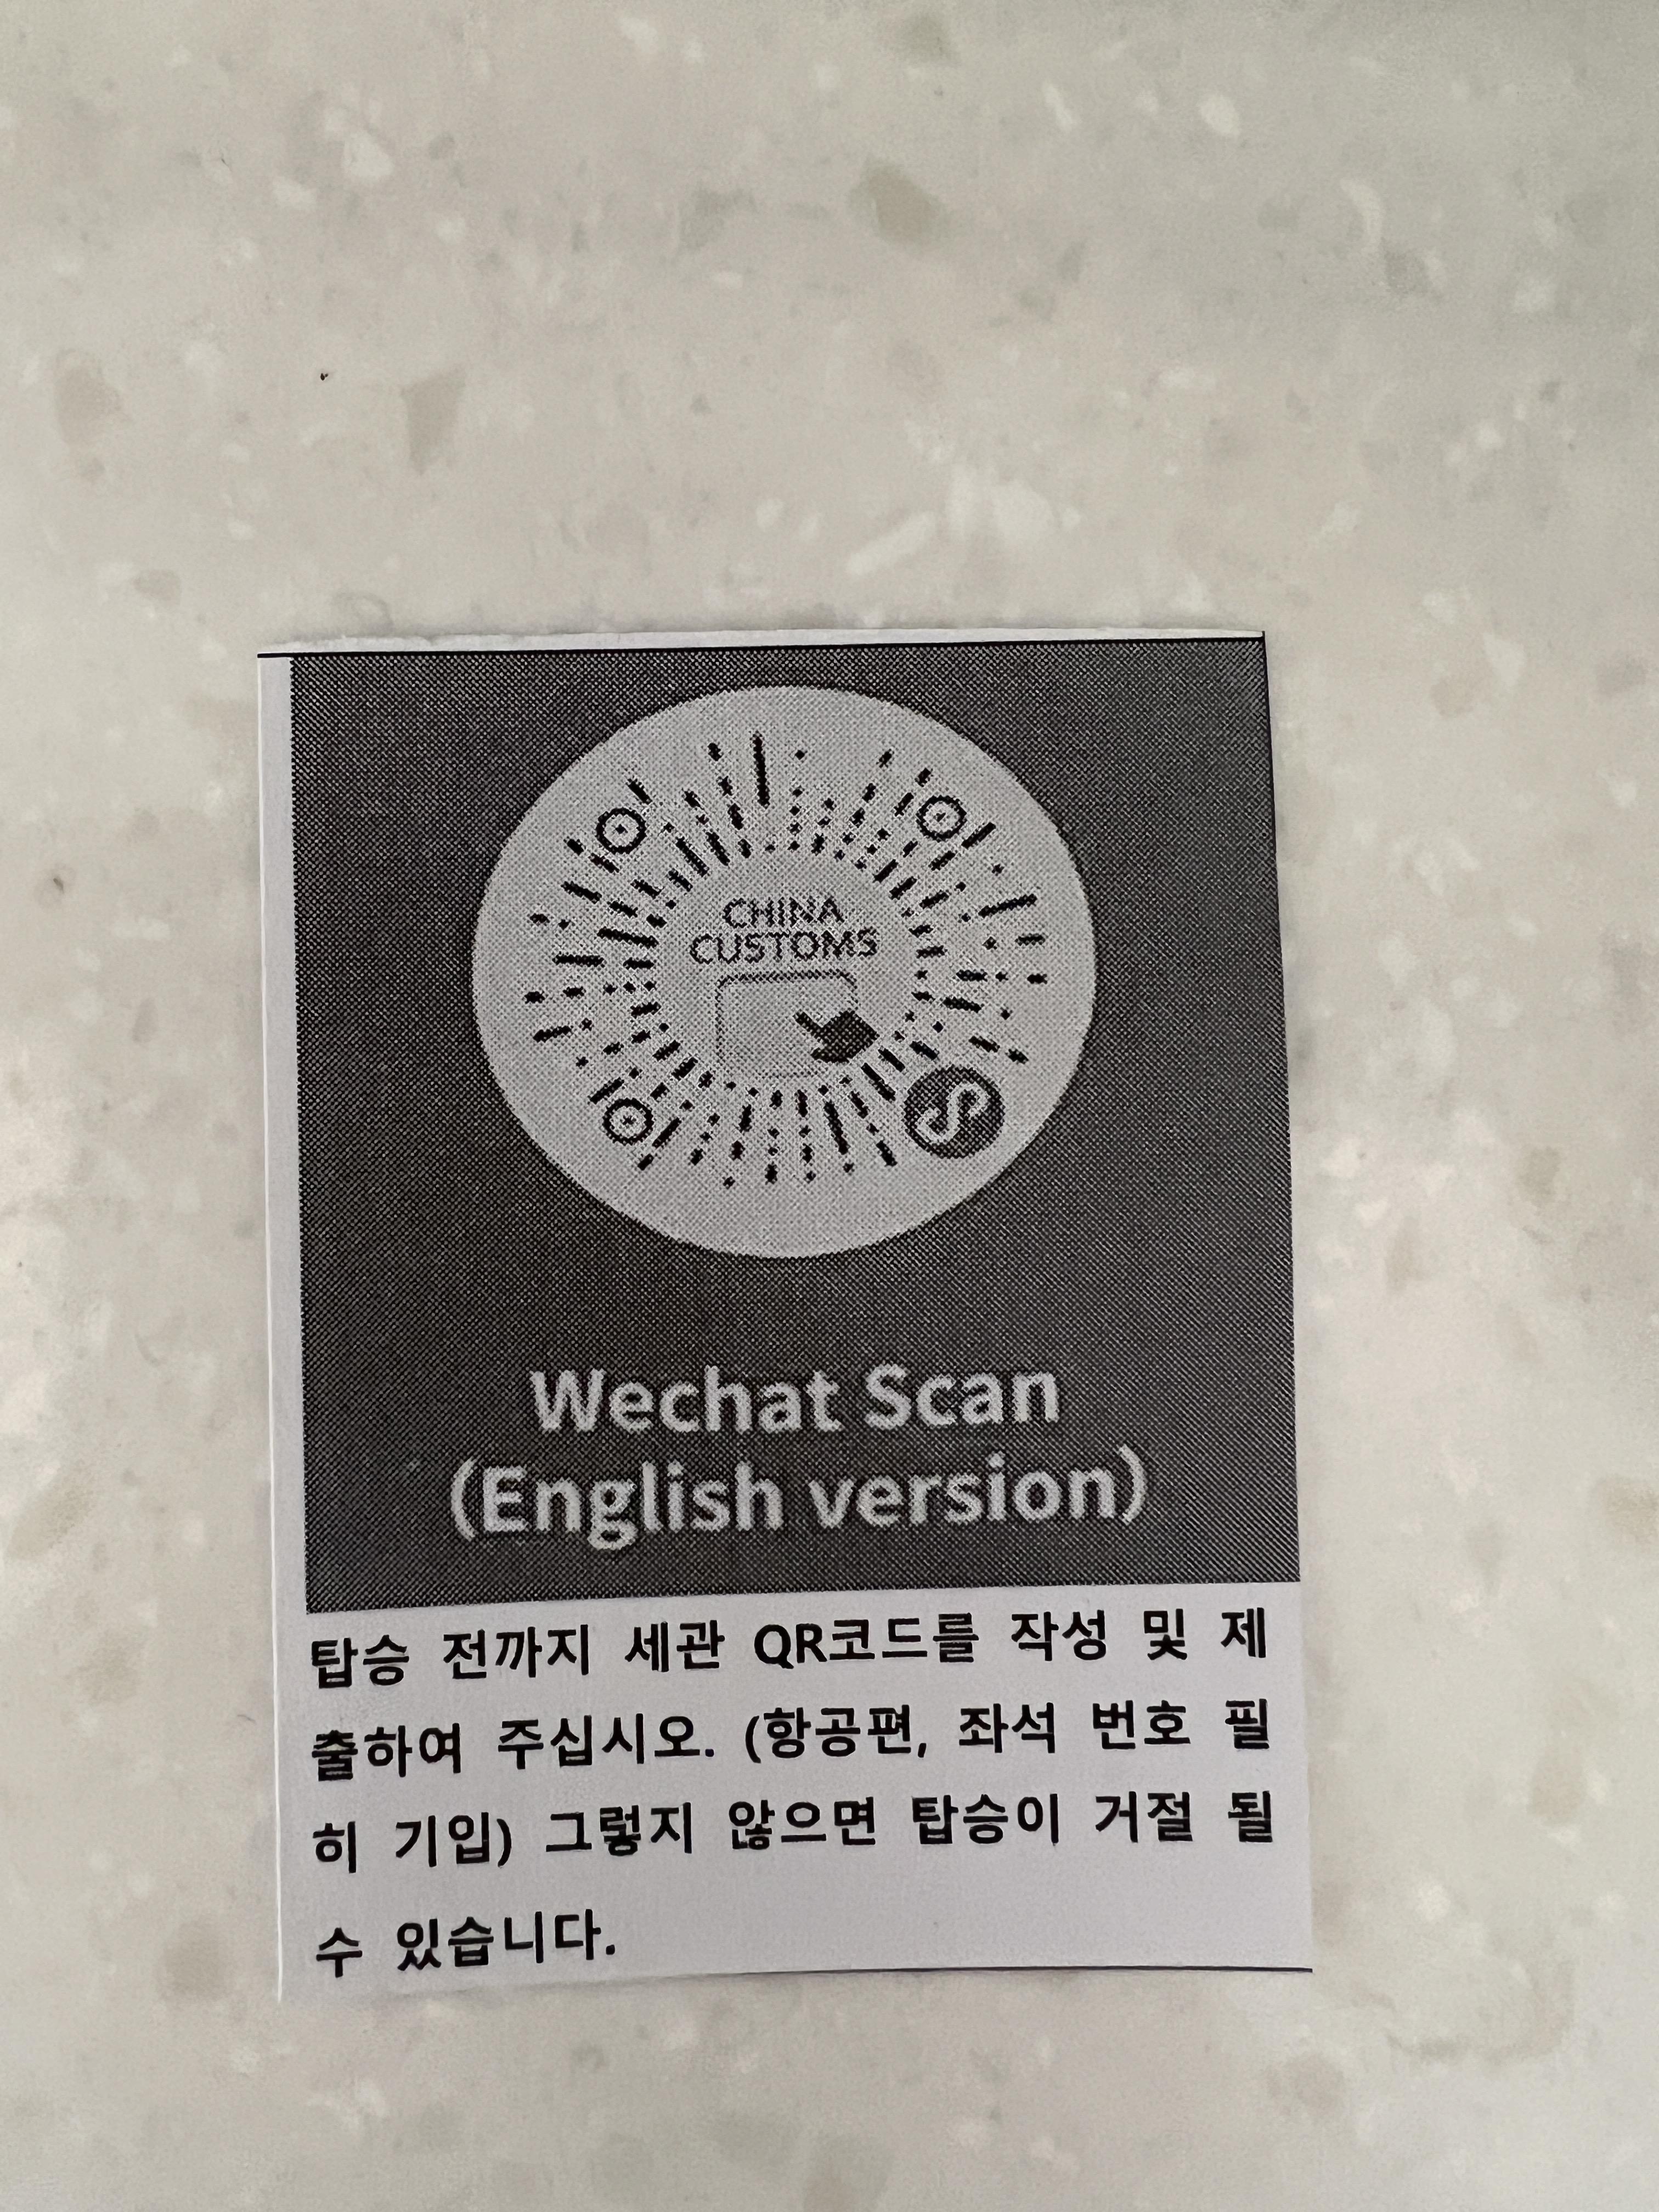 CHINA
CUSTOMS
Wechat Scan
(English version)
탑승 전까지 세관 QR코드를 작성 및 제
출하여 주십시오. (항공편, 좌석 번호 필
히 기입) 그렇지 않으면 탑승이 거절 될
수 있습니다.